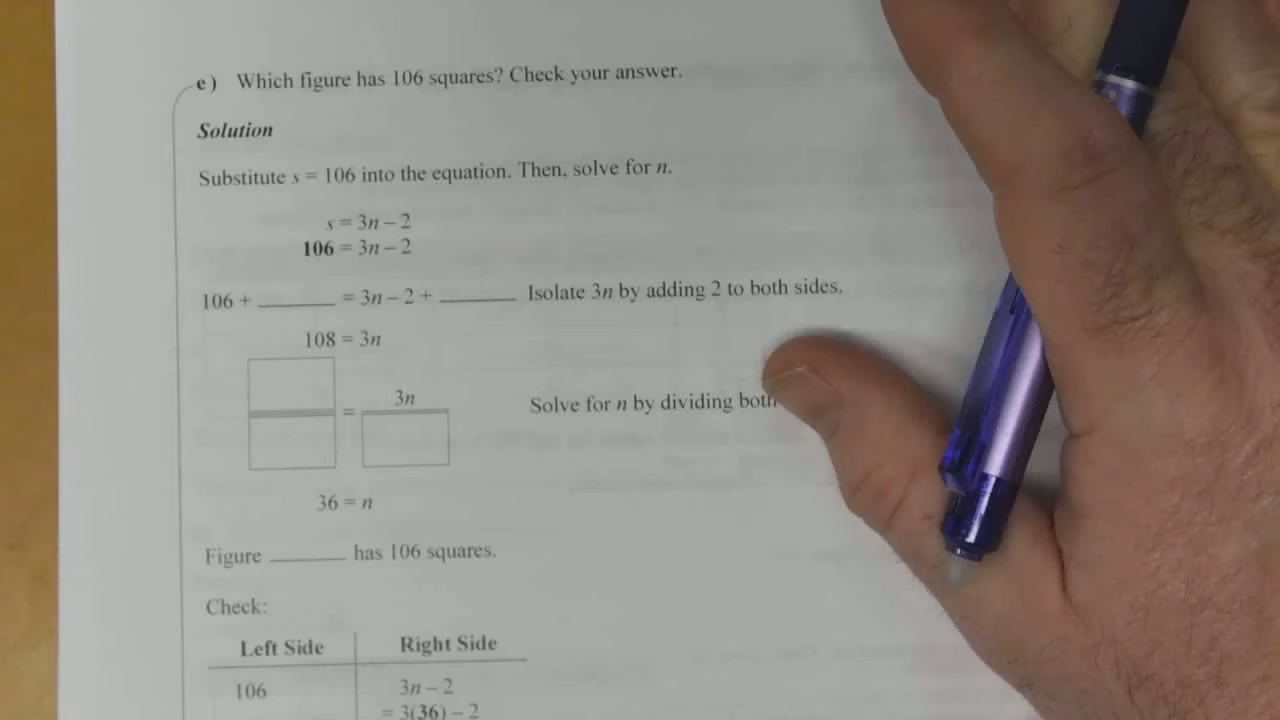 e) Which figure has 106 squares? Check your answer.
Solution
Substitute s = 106 into the equation. Then, solve for n.
s = 3n – 2
106 = 3n – 2
106 + ______ = 3n – 2 + ______ Isolate 3n by adding 2 to both sides.
108 = 3n
= 3n Solve for n by dividing both
36 = n
Figure ______ has 106 squares.
Check:
Left Side Right Side
106 3n – 2
= 3(36) – 2